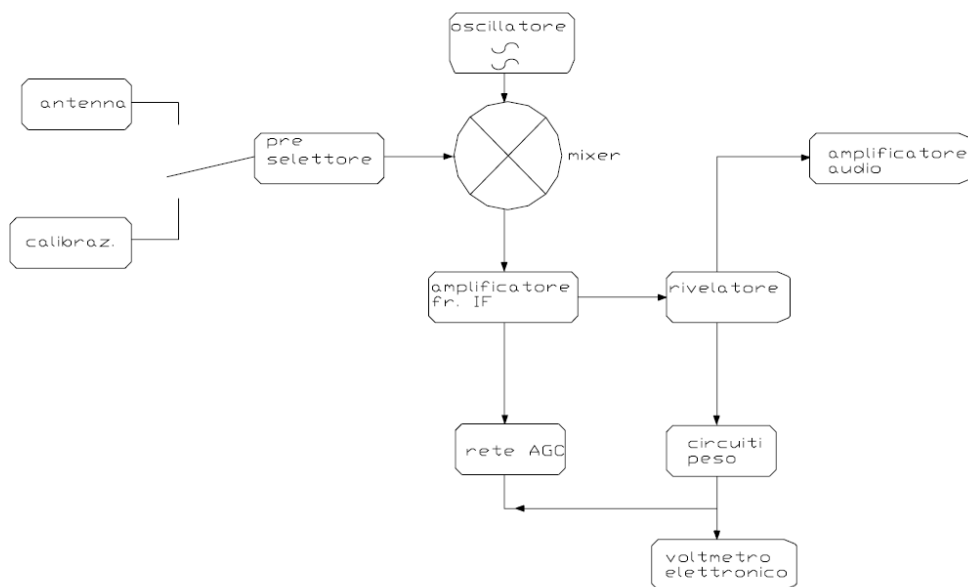 oscillatore
antenna
pre
selettore
mixer
amplificatore
audio
calibraz.
amplificatore
fr. IF
rivelatore
rete AGC
circuiti
peso
voltmetro
elettronico